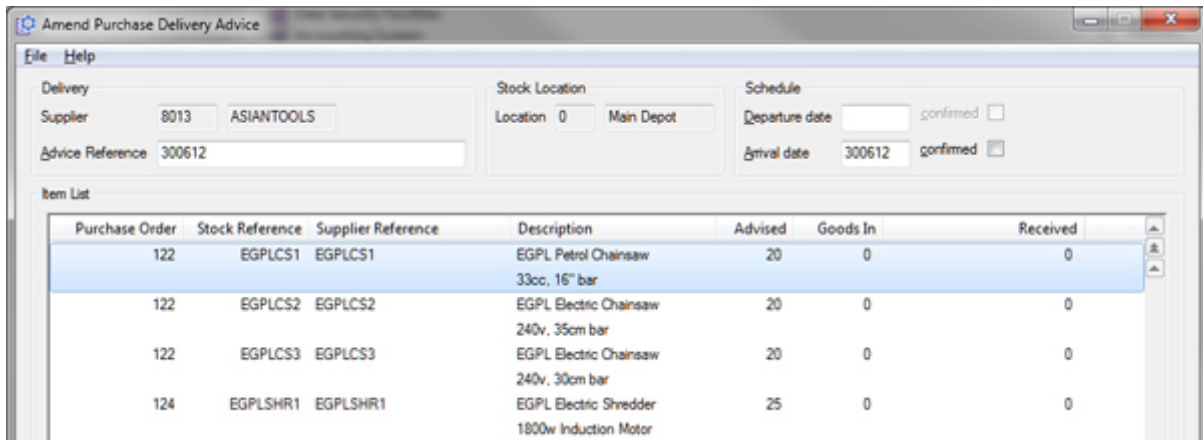 Amend Purchase Delivery Advice
File Help
Delivery Stock Location Schedule
Supplier 8013 ASIANTOOLS Location 0 Main Depot Departure date confirmed
Advice Reference 300612 Arrival date 300612 confirmed
Item List
Purchase Order Stock Reference Supplier Reference Description Advised Goods In Received
122 EGPLCS1 EGPLCS1 EGPL Petrol Chainsaw 20 0 0
33cc, 16" bar
122 EGPLCS2 EGPLCS2 EGPL Electric Chainsaw 20 0 0
240v, 35cm bar
122 EGPLCS3 EGPLCS3 EGPL Electric Chainsaw 20 0 0
240v, 30cm bar
124 EGPLSHR1 EGPLSHR1 EGPL Electric Shredder 25 0 0
1800w Induction Motor